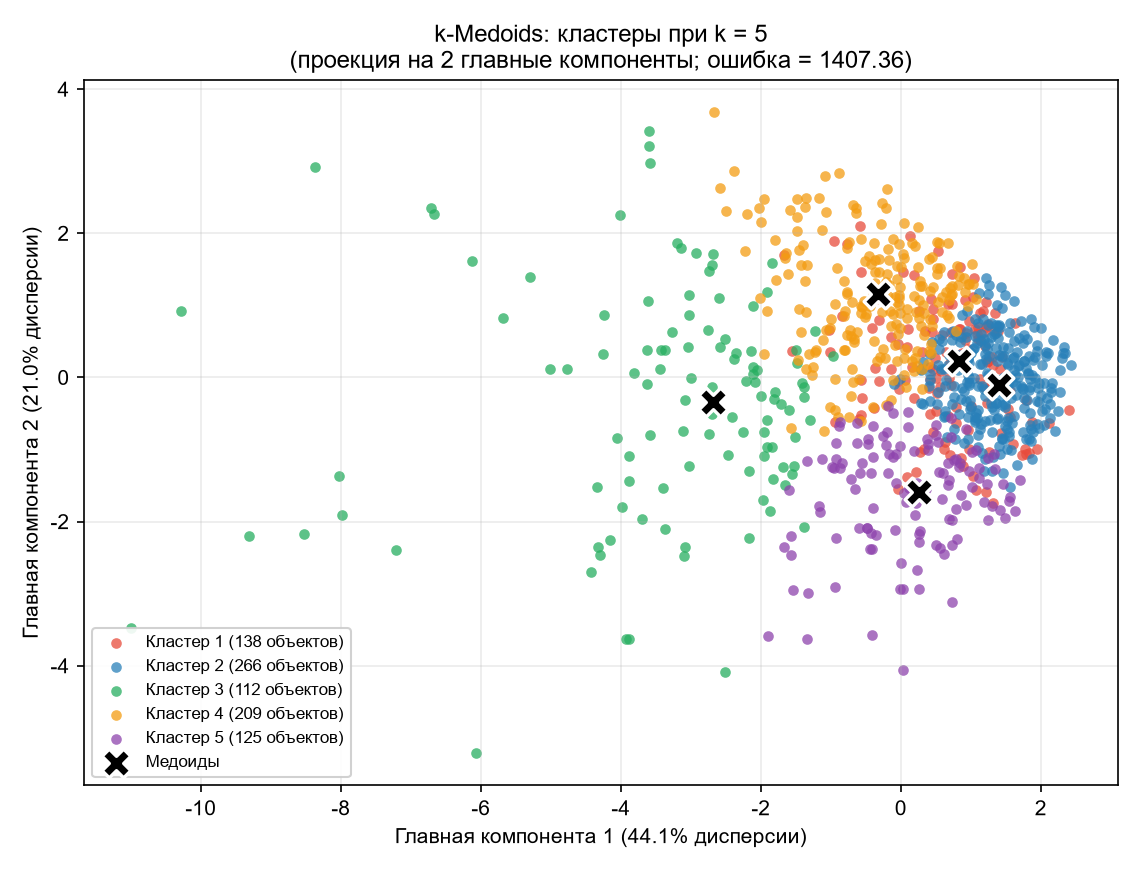 k-Medoids: кластеры при k = 5
(проекция на 2 главные компоненты; ошибка = 1407.36)
Главная компонента 2 (21.0% дисперсии)
4
2
0
-2
-4
Кластер 1 (138 объектов)
Кластер 2 (266 объектов)
Кластер 3 (112 объектов)
Кластер 4 (209 объектов)
Кластер 5 (125 объектов)
Медоиды
-10 -8 -6 -4 -2 0 2
Главная компонента 1 (44.1% дисперсии)